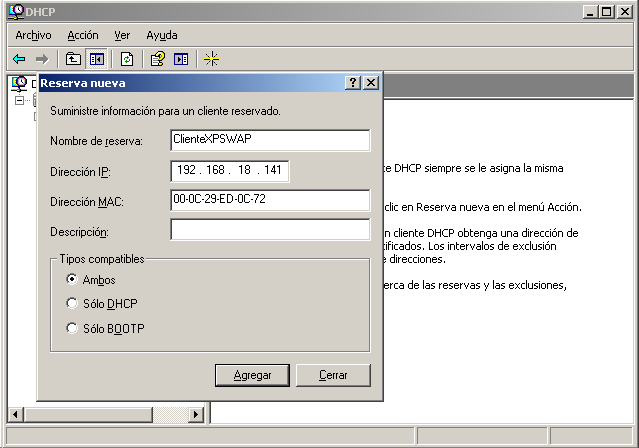 DHCP
Archivo Acción Ver Ayuda
Reserva nueva
Suministre información para un cliente reservado.
Nombre de reserva: ClienteXPSWAP
Dirección IP: 192 . 168 . 18 . 141
Dirección MAC: 00-0C-29-ED-0C-72
Descripción:
Tipos compatibles
Ambos
Sólo DHCP
Sólo BOOTP
Agregar Cerrar
te DHCP siempre se le asigna la misma
clic en Reserva nueva en el menú Acción.
n cliente DHCP obtenga una dirección de
tificados. Los intervalos de exclusión
e direcciones.
erca de las reservas y las exclusiones,